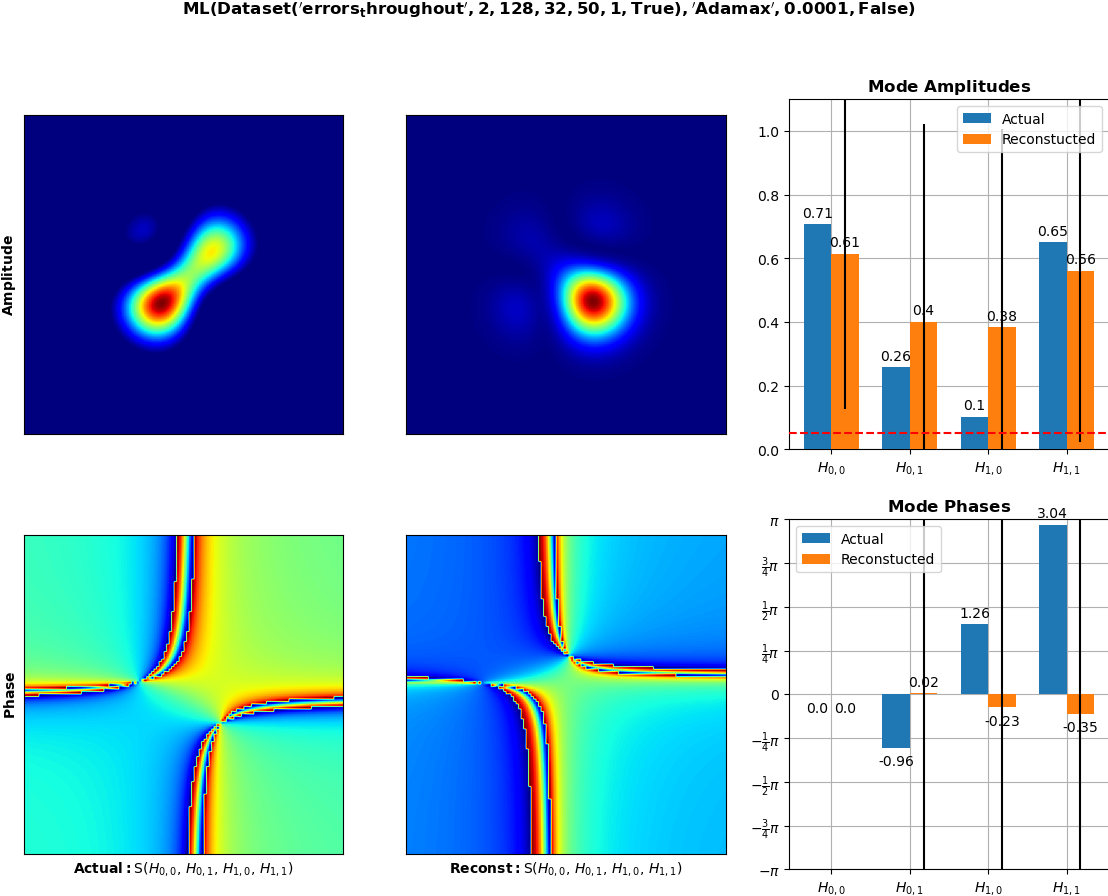 ML(Dataset('errors_throughout', 2, 128, 32, 50, 1, True), 'Adamax', 0.0001, False)
Mode Amplitudes
Amplitude
Actual
Reconstucted
1.0
0.8
0.6
0.4
0.2
0.0
0.71
0.61
0.26
0.4
0.1
0.38
0.65
0.56
H0,0
H0,1
H1,0
H1,1
Mode Phases
Phase
Actual
Reconstucted
π
3/4π
1/2π
1/4π
0
−1/4π
−1/2π
−3/4π
−π
0.0
0.0
-0.96
0.02
1.26
-0.23
3.04
-0.35
H0,0
H0,1
H1,0
H1,1
Actual: S(H0,0, H0,1, H1,0, H1,1)
Reconst: S(H0,0, H0,1, H1,0, H1,1)